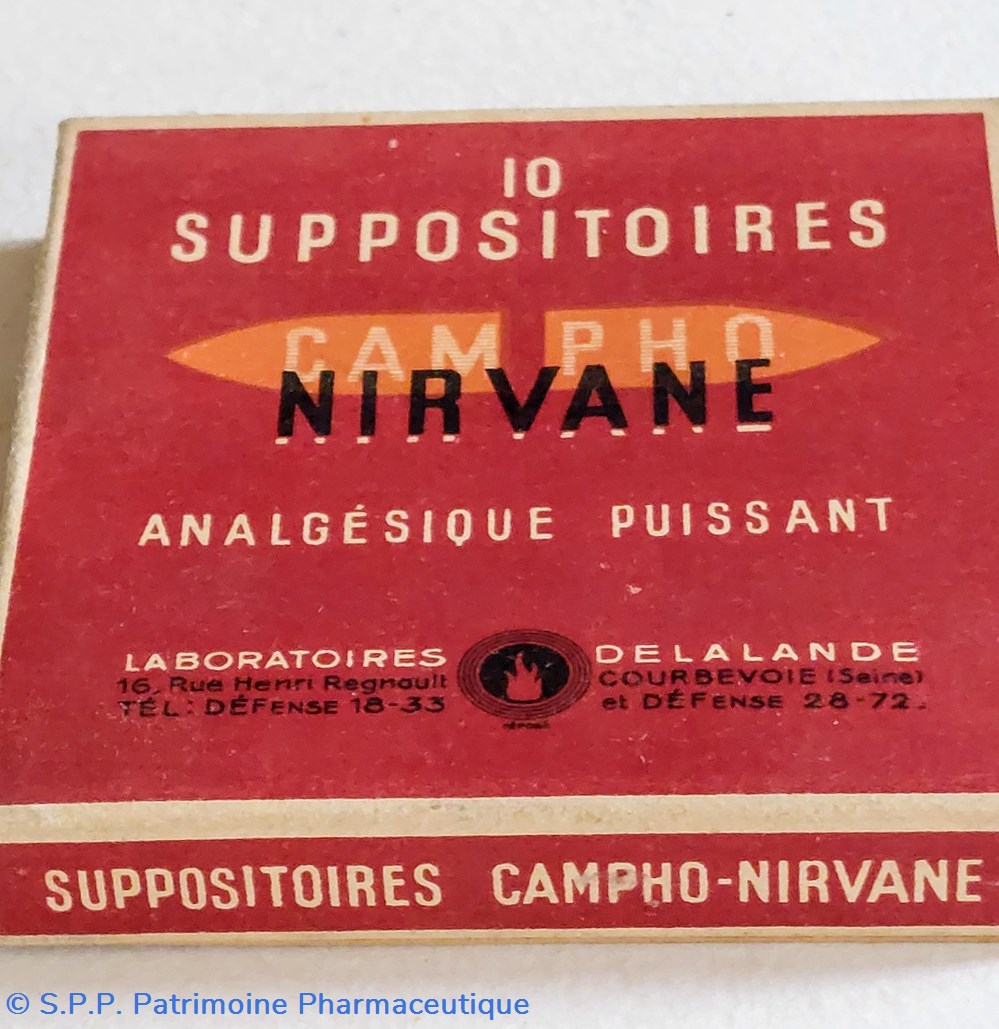 10
SUPPOSITOIRES
CAMPHO
NIRVANE
ANALGÉSIQUE PUISSANT
LABORATOIRES DELALANDE
16, Rue Henri Regnault COURBEVOIE (Seine)
TÉL: DÉFENSE 18-33 et DÉFENSE 28-72.
DÉPOSÉ
SUPPOSITOIRES CAMPHO-NIRVANE
© S.P.P. Patrimoine Pharmaceutique